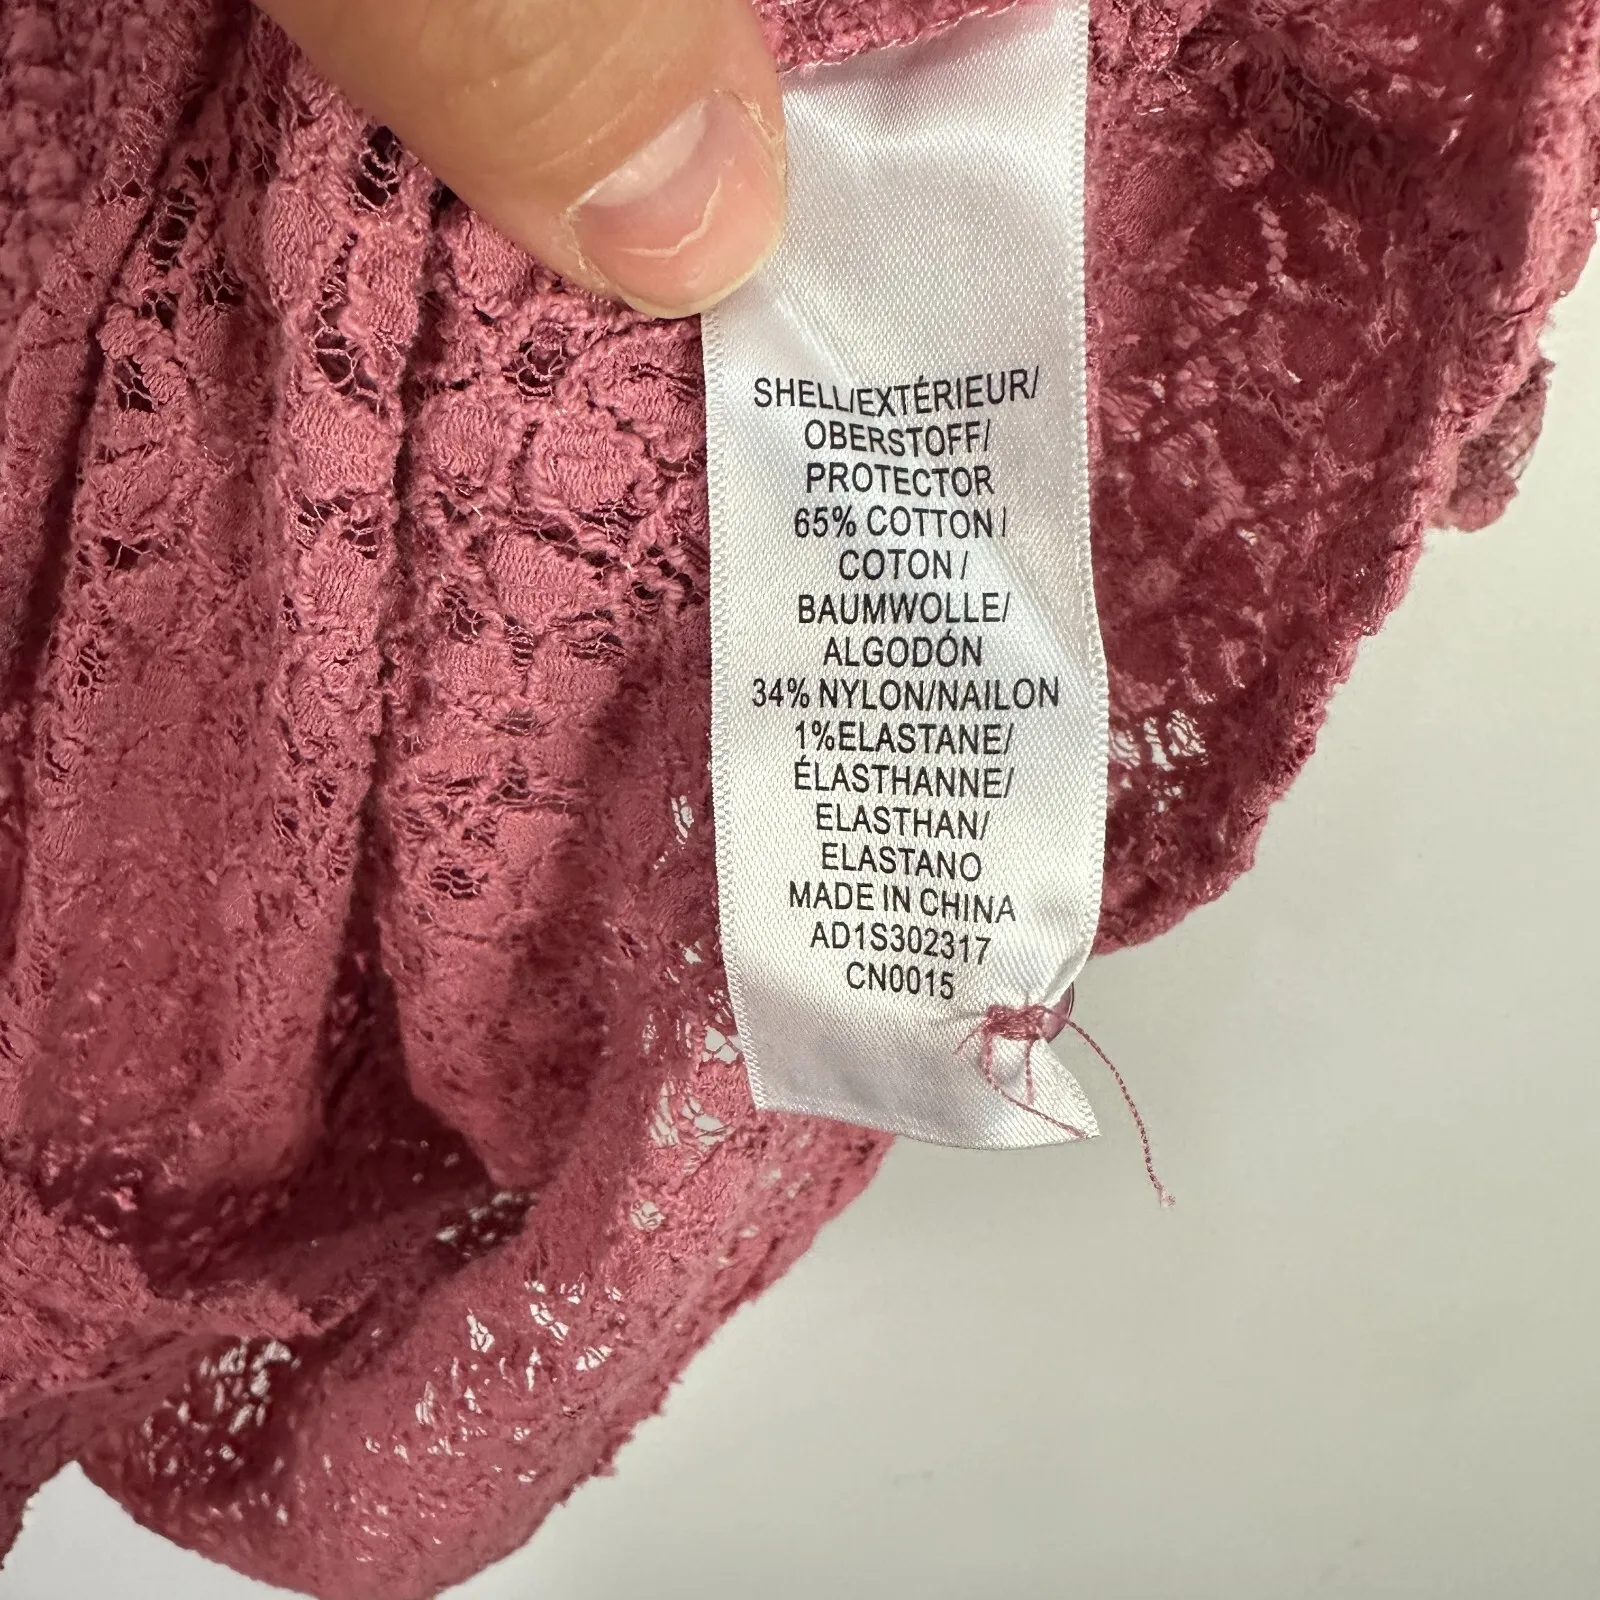 SHELL/EXTÉRIEUR/
OBERSTOFF/
PROTECTOR
65% COTTON /
COTON /
BAUMWOLLE/
ALGODÓN
34% NYLON/NAILON
1%ELASTANE/
ÉLASTHANNE/
ELASTHAN/
ELASTANO
MADE IN CHINA
AD1S302317
CN0015